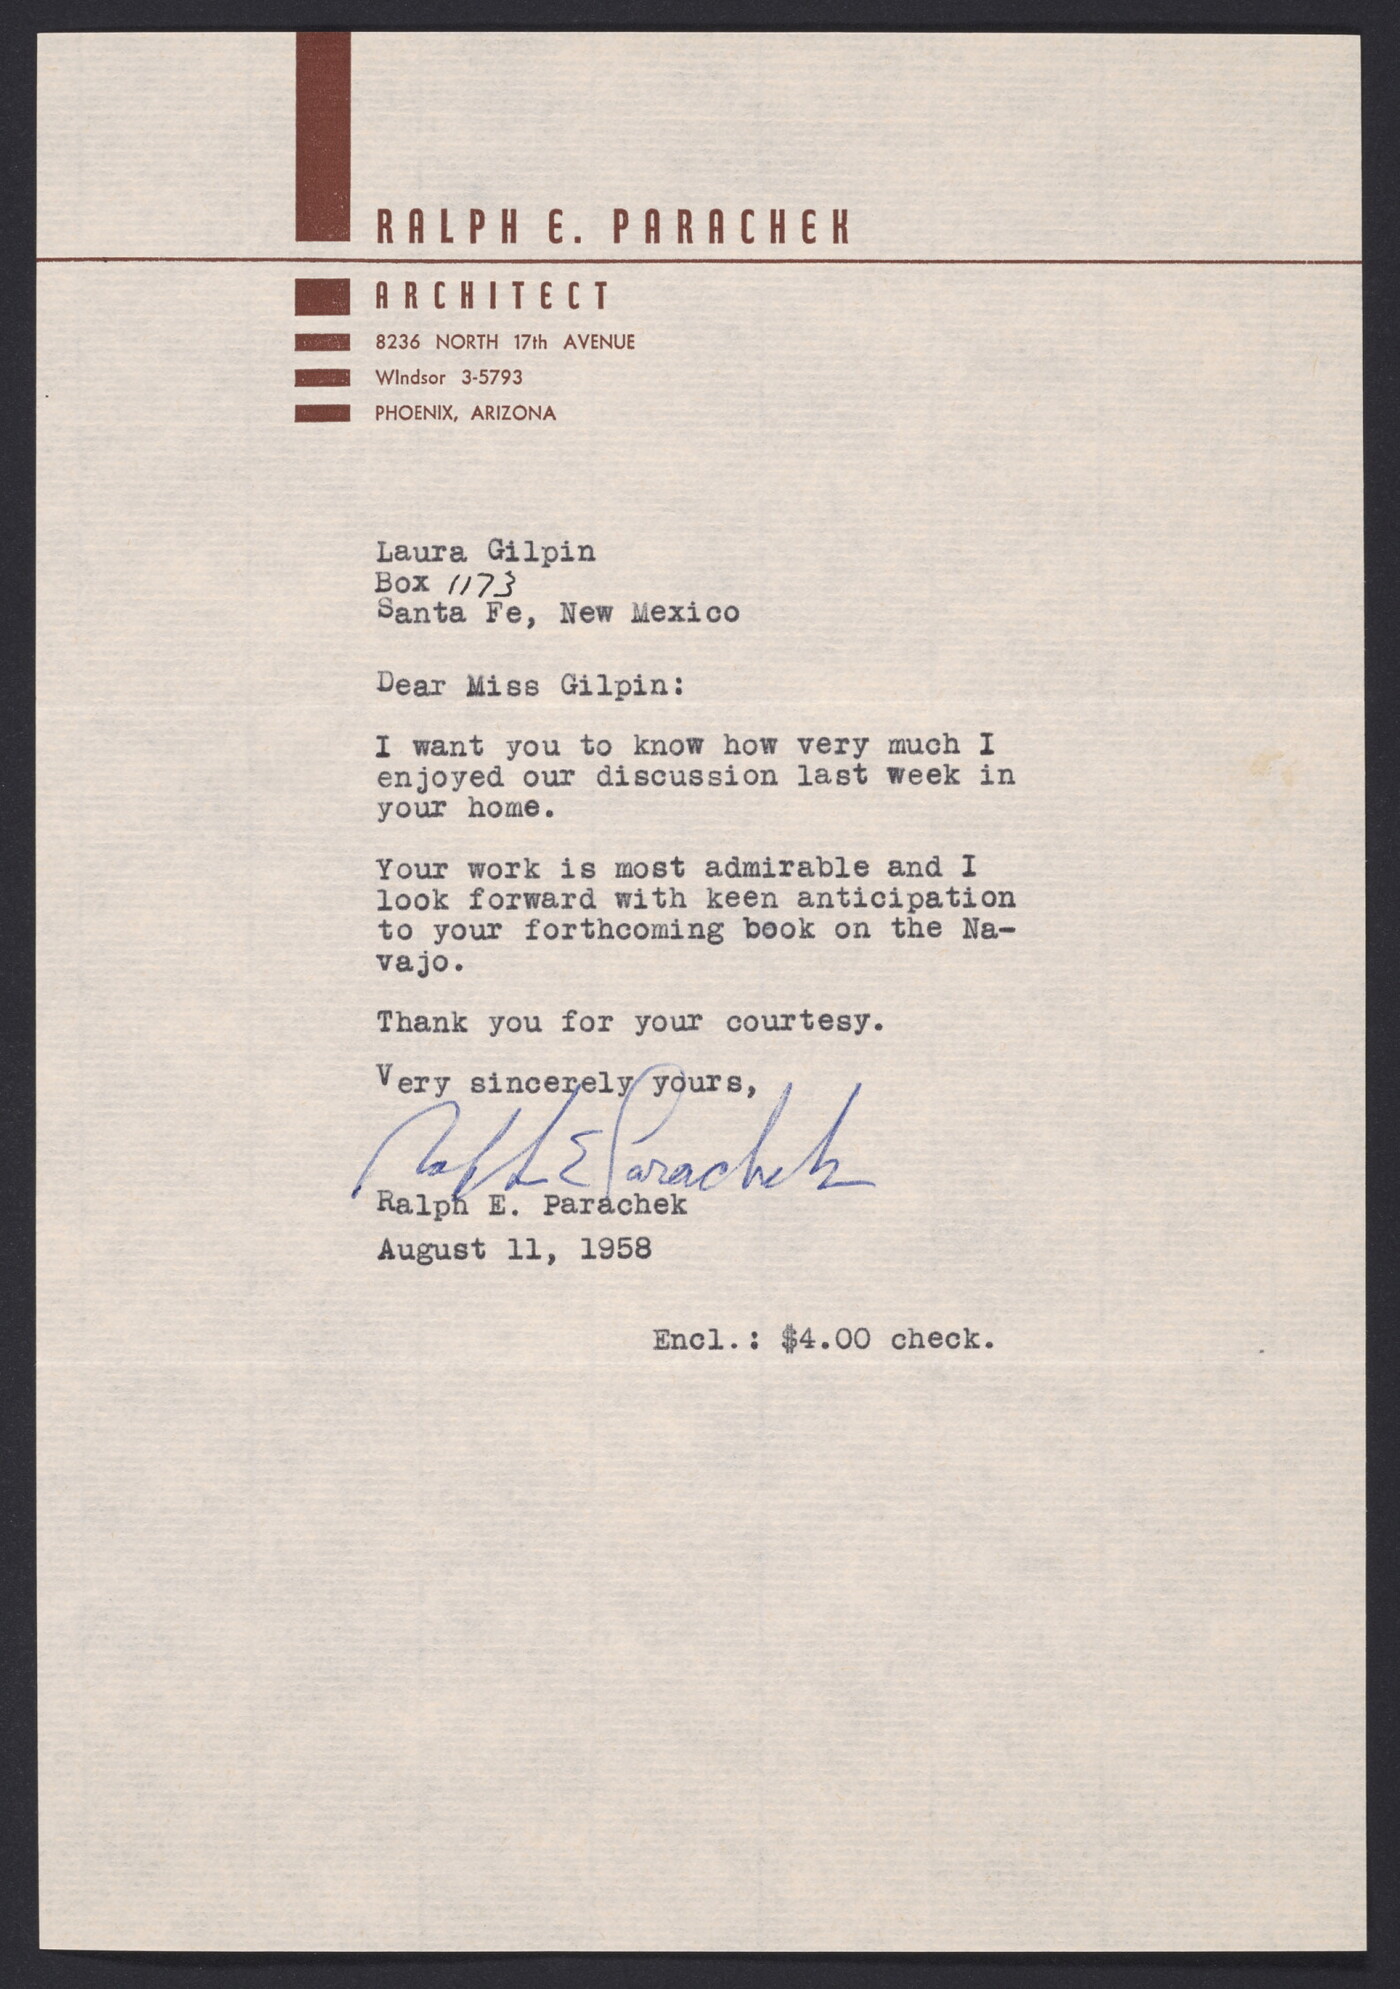 RALPH E. PARACHEK
ARCHITECT
8236 NORTH 17th AVENUE
WIndsor 3-5793
PHOENIX, ARIZONA
Laura Gilpin
Box 1173
Santa Fe, New Mexico
Dear Miss Gilpin:
I want you to know how very much I
enjoyed our discussion last week in
your home.
Your work is most admirable and I
look forward with keen anticipation
to your forthcoming book on the Na-
vajo.
Thank you for your courtesy.
Very sincerely yours,
Ralph E Parachek
Ralph E. Parachek
August 11, 1958
Encl.: $4.00 check.